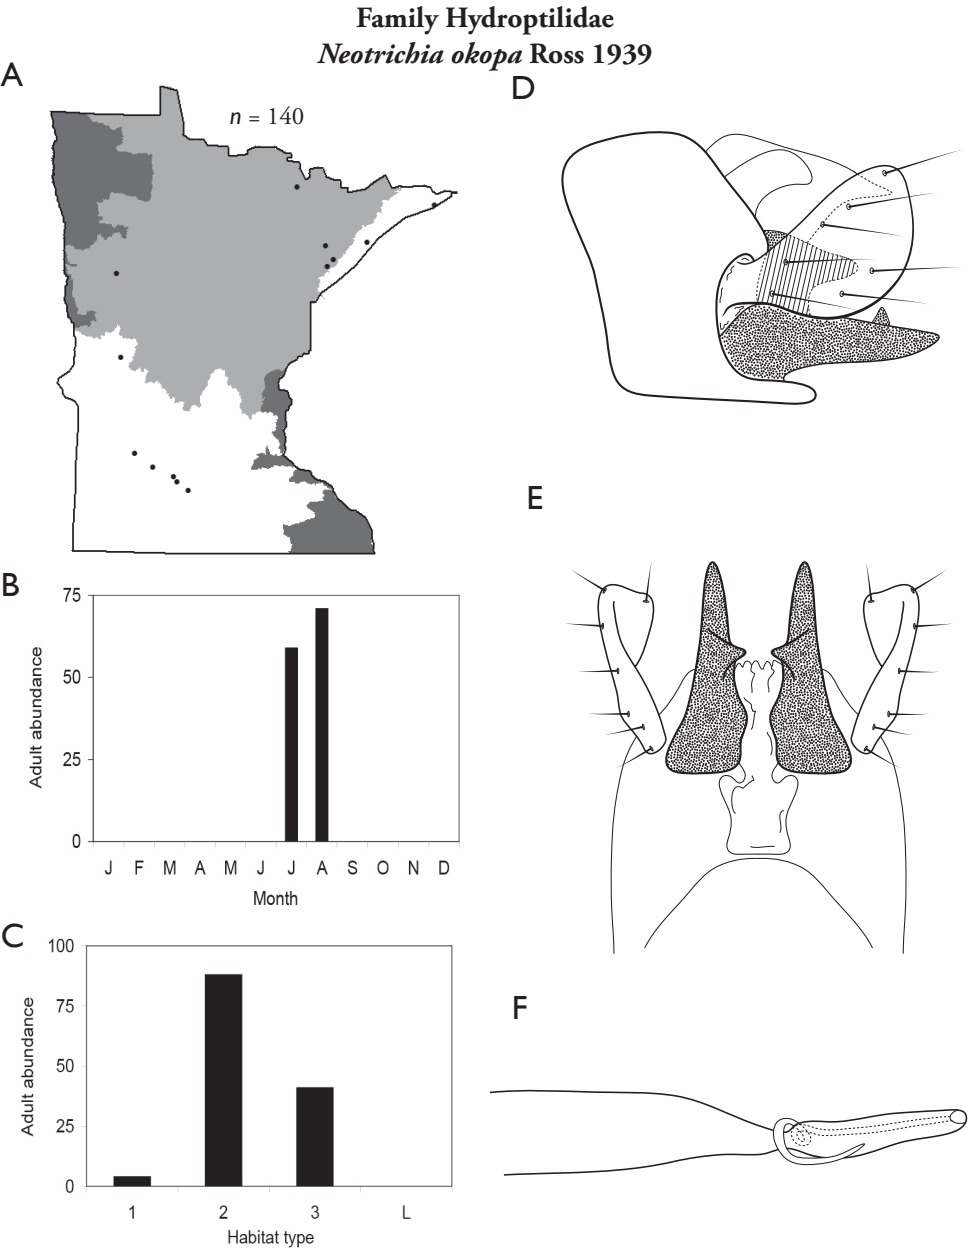 Family Hydroptilidae
Neotrichia okopa Ross 1939
A
n = 140
B
75
50
25
0
Adult abundance
J F M A M J J A S O N D
Month
C
100
75
50
25
0
Adult abundance
1 2 3 L
Habitat type
D
E
F